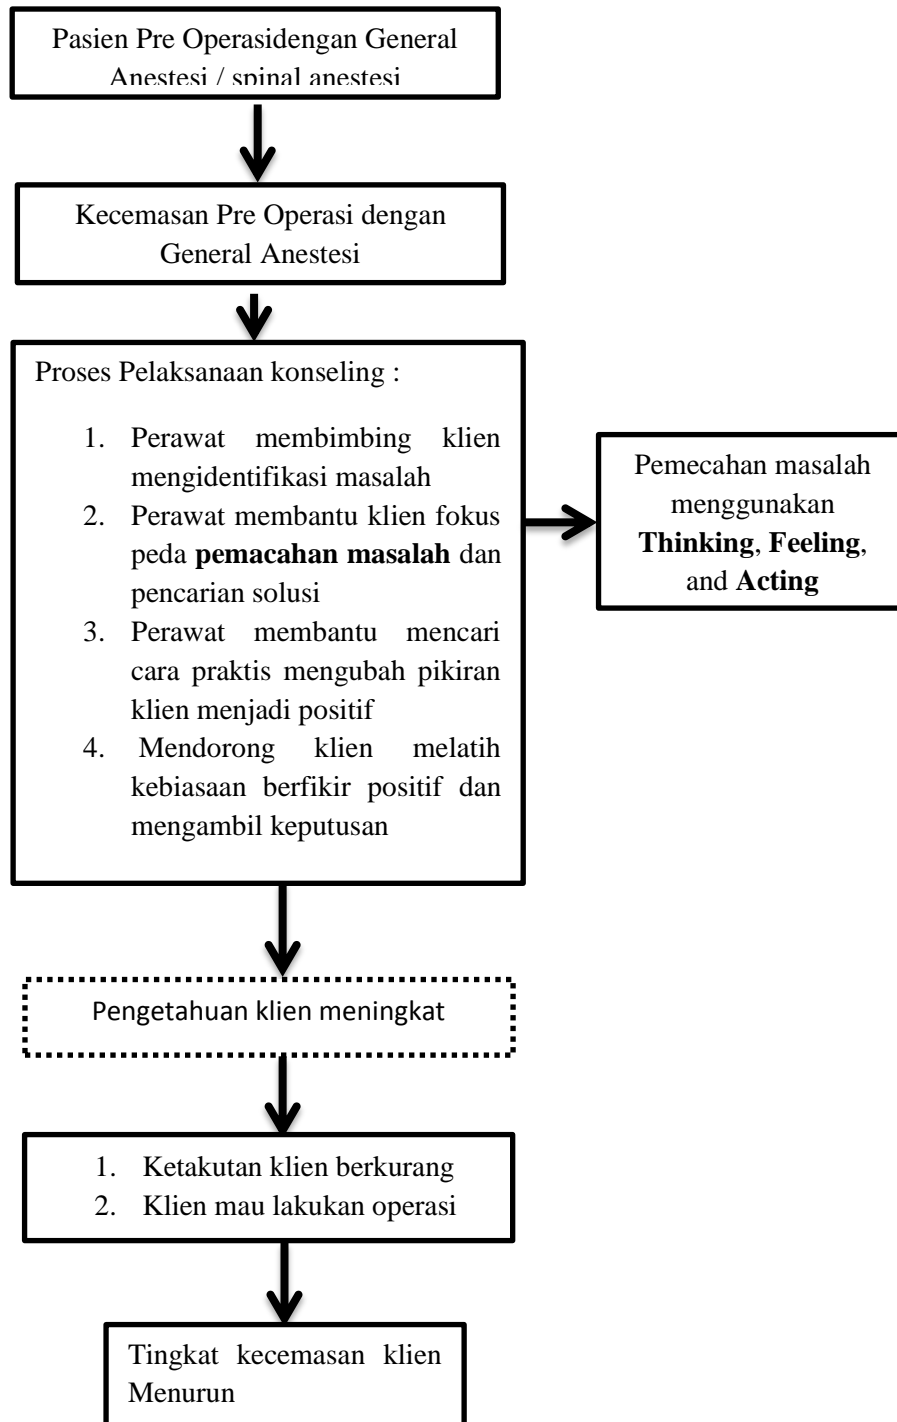 Pasien Pre Operasidengan General
Anestesi / spinal anestesi
Kecemasan Pre Operasi dengan
General Anestesi
Proses Pelaksanaan konseling :
1. Perawat membimbing klien
mengidentifikasi masalah
2. Perawat membantu klien fokus
peda pemacahan masalah dan
pencarian solusi
3. Perawat membantu mencari
cara praktis mengubah pikiran
klien menjadi positif
4. Mendorong klien melatih
kebiasaan berfikir positif dan
mengambil keputusan
Pemecahan masalah
menggunakan
Thinking, Feeling,
and Acting
Pengetahuan klien meningkat
1. Ketakutan klien berkurang
2. Klien mau lakukan operasi
Tingkat kecemasan klien
Menurun